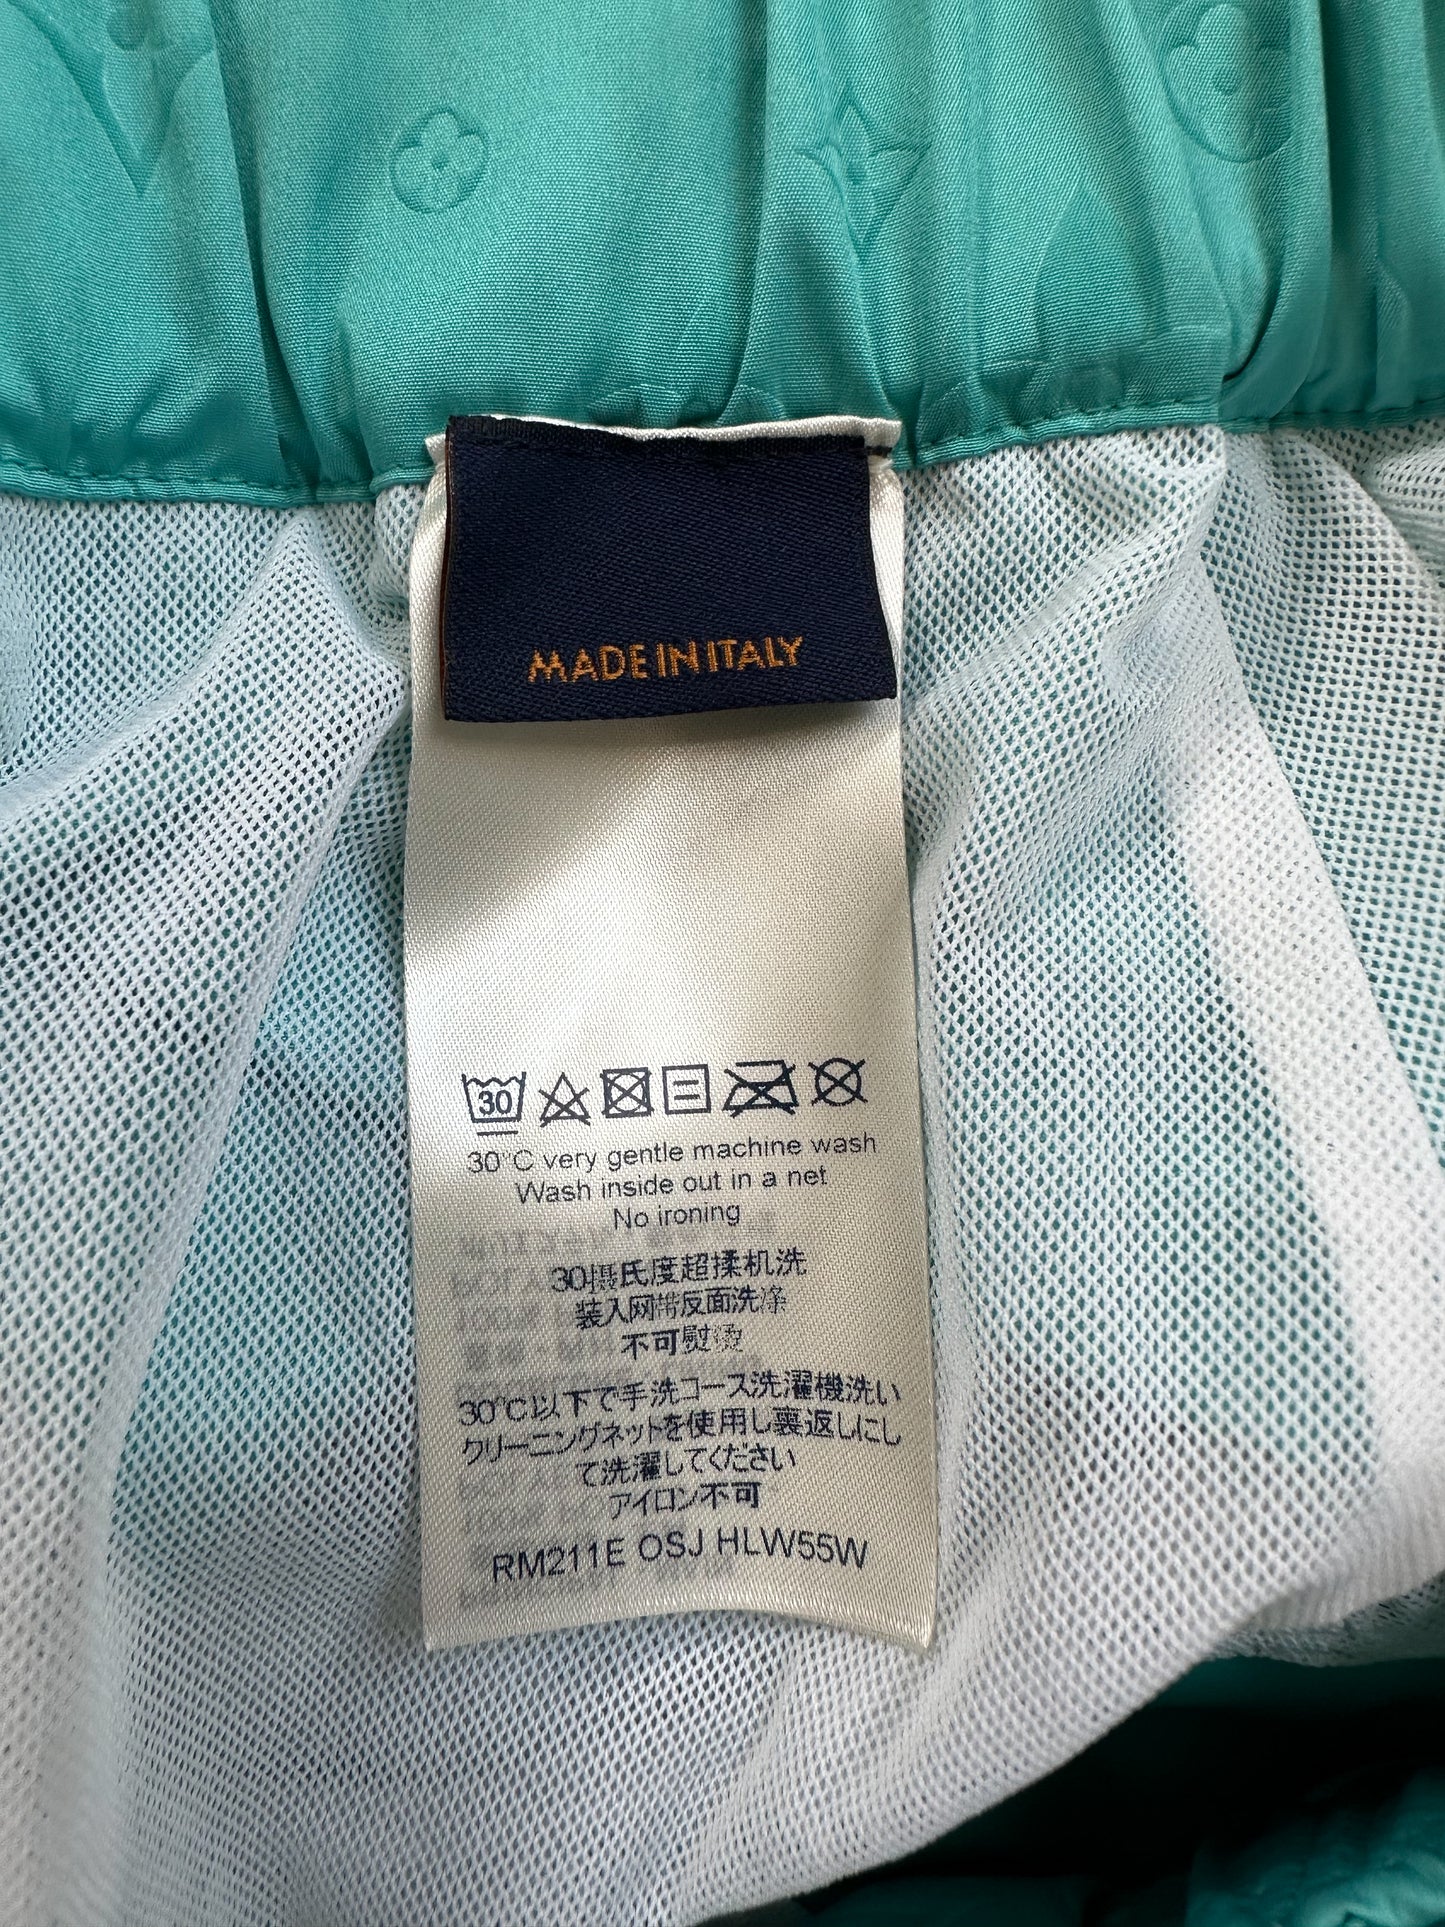 MADE IN ITALY
30
30°C very gentle machine wash
Wash inside out in a net
No ironing
30摄氏度超揉机洗
装入网带反面洗涤
不可熨烫
30℃以下で手洗コース洗濯機洗い
クリーニングネットを使用し裏返しにし
て洗濯してください
アイロン不可
RM211E OSJ HLW55W